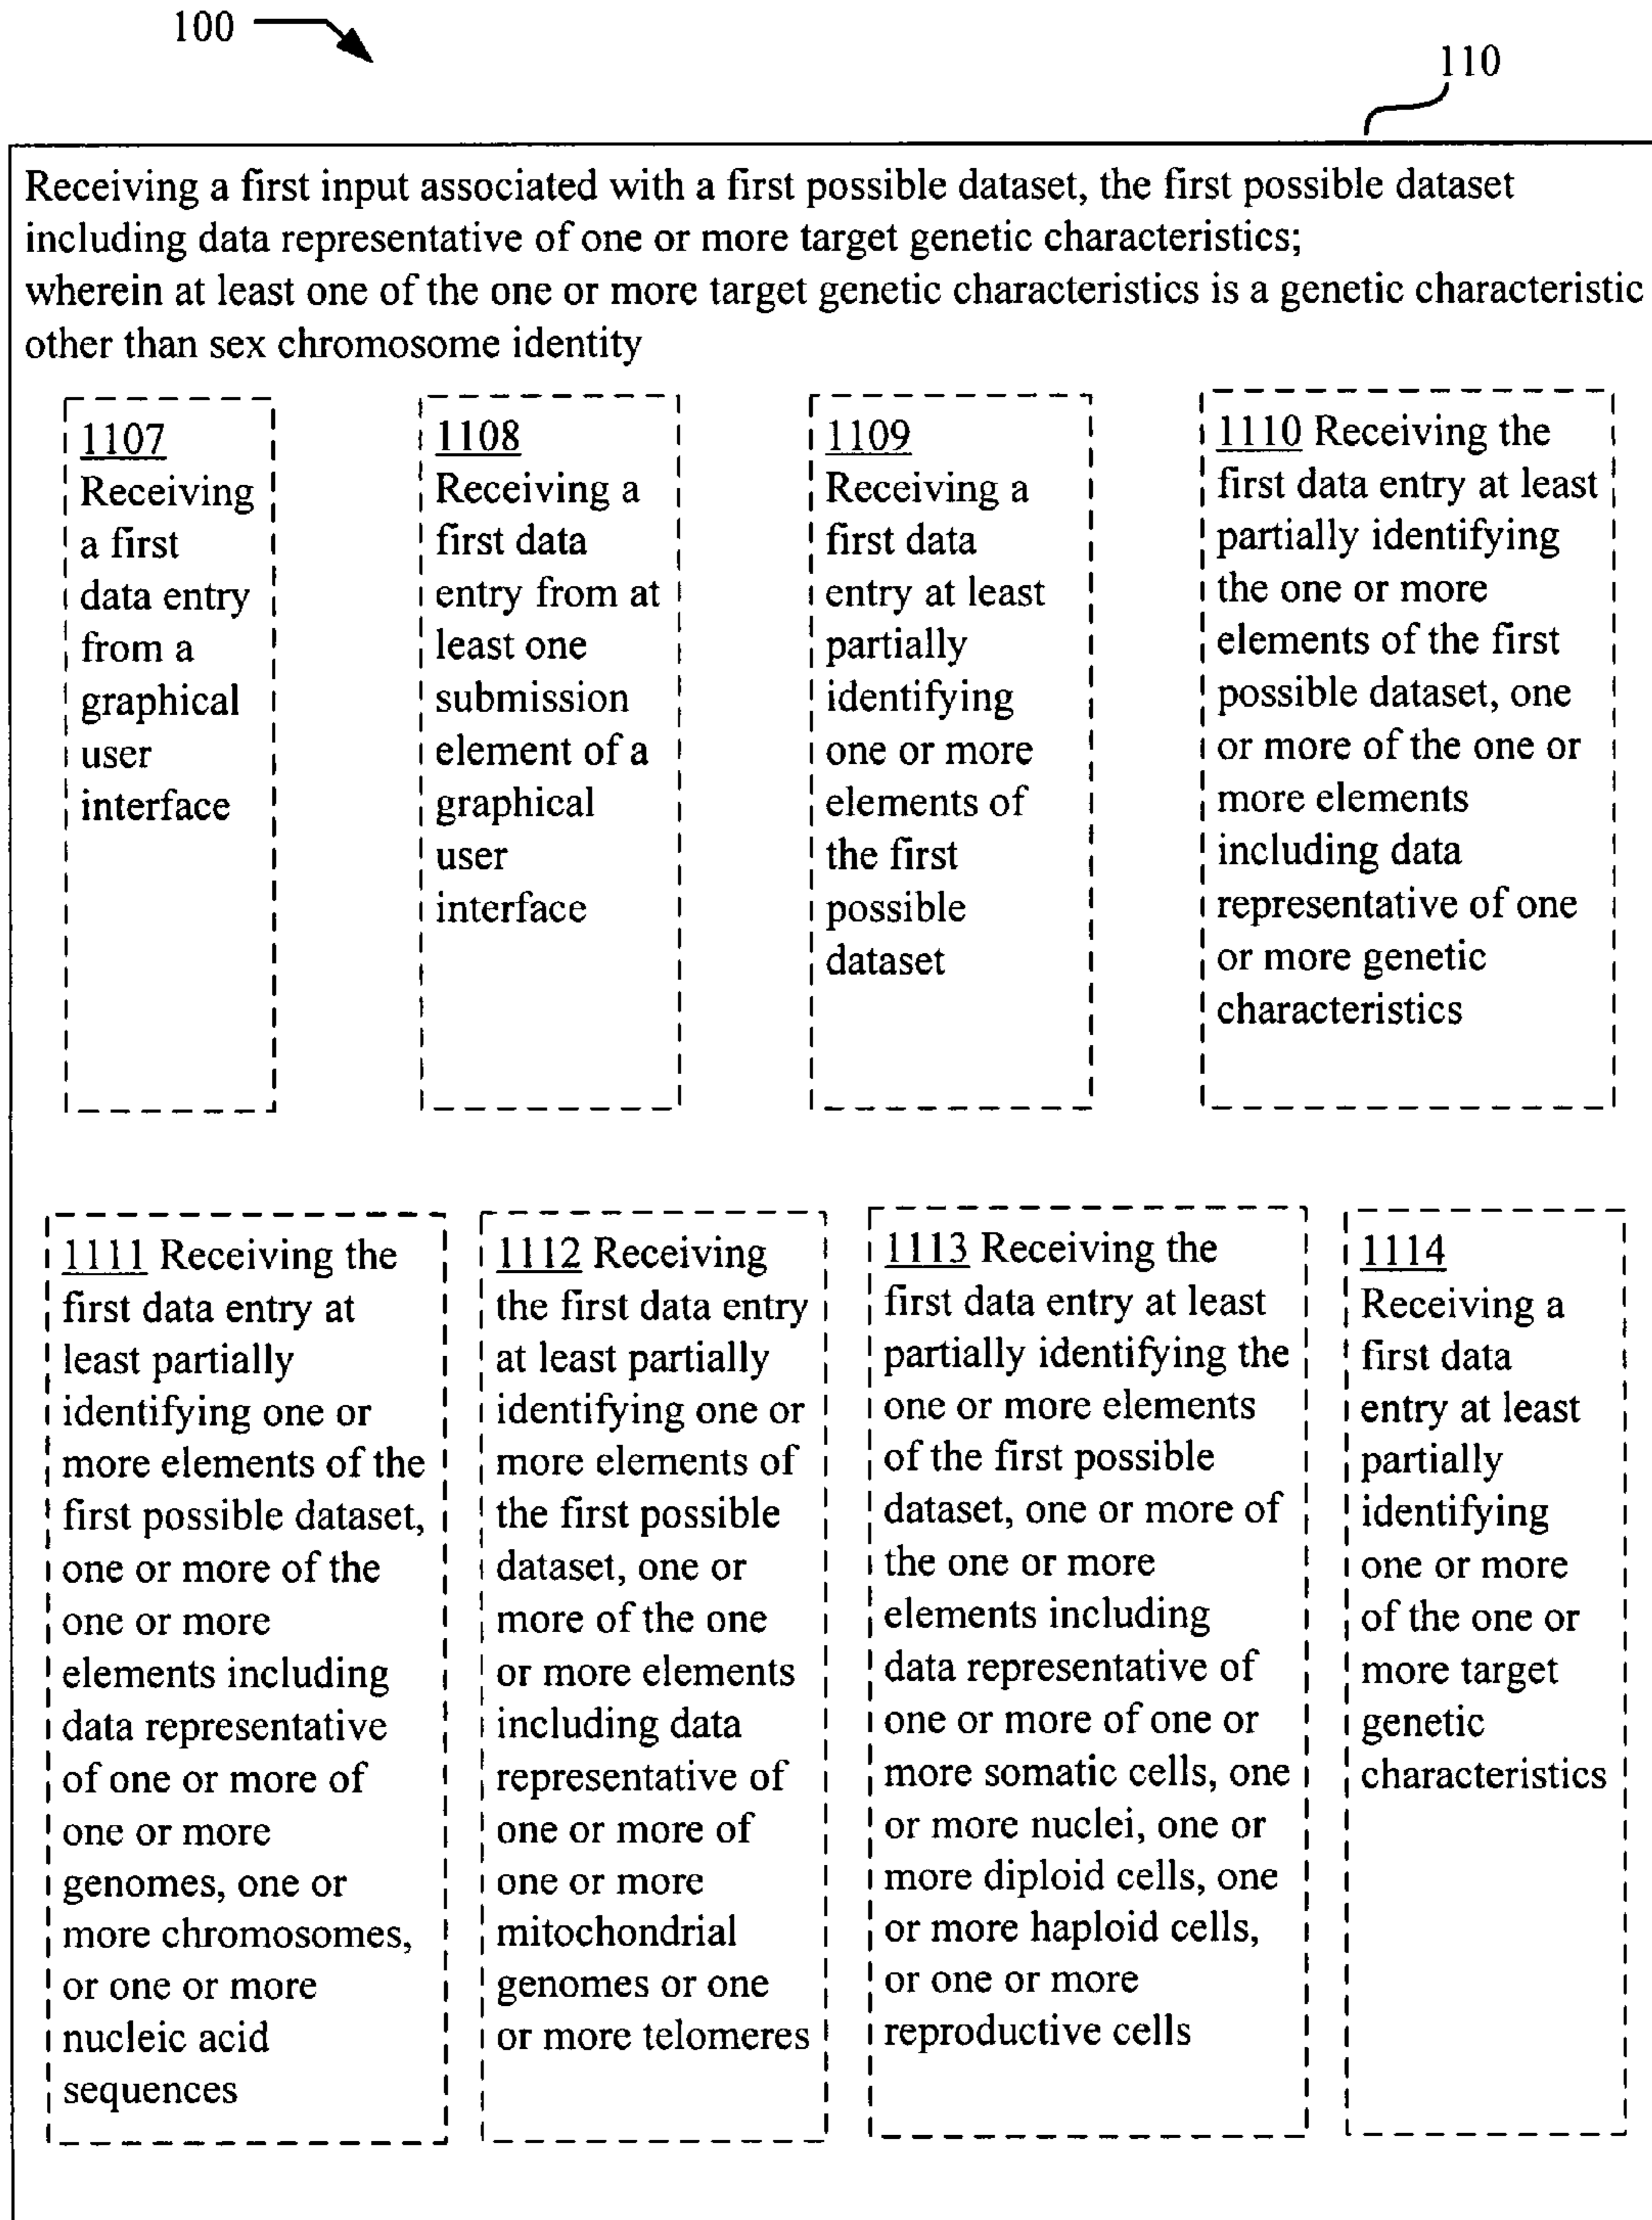 100
110
Receiving a first input associated with a first possible dataset, the first possible dataset
including data representative of one or more target genetic characteristics;
wherein at least one of the one or more target genetic characteristics is a genetic characteristic
other than sex chromosome identity
1107
Receiving
a first
data entry
from a
graphical
user
interface
1108
Receiving a
first data
entry from at
least one
submission
element of a
graphical
user
interface
1109
Receiving a
first data
entry at least
partially
identifying
one or more
elements of
the first
possible
dataset
1110 Receiving the
first data entry at least
partially identifying
the one or more
elements of the first
possible dataset, one
or more of the one or
more elements
including data
representative of one
or more genetic
characteristics
1111 Receiving the
first data entry at
least partially
identifying one or
more elements of the
first possible dataset,
one or more of the
one or more
elements including
data representative
of one or more of
one or more
genomes, one or
more chromosomes,
or one or more
nucleic acid
sequences
1112 Receiving
the first data entry
at least partially
identifying one or
more elements of
the first possible
dataset, one or
more of the one
or more elements
including data
representative of
one or more of
one or more
mitochondrial
genomes or one
or more telomeres
1113 Receiving the
first data entry at least
partially identifying the
one or more elements
of the first possible
dataset, one or more of
the one or more
elements including
data representative of
one or more of one or
more somatic cells, one
or more nuclei, one or
more diploid cells, one
or more haploid cells,
or one or more
reproductive cells
1114
Receiving a
first data
entry at least
partially
identifying
one or more
of the one or
more target
genetic
characteristics